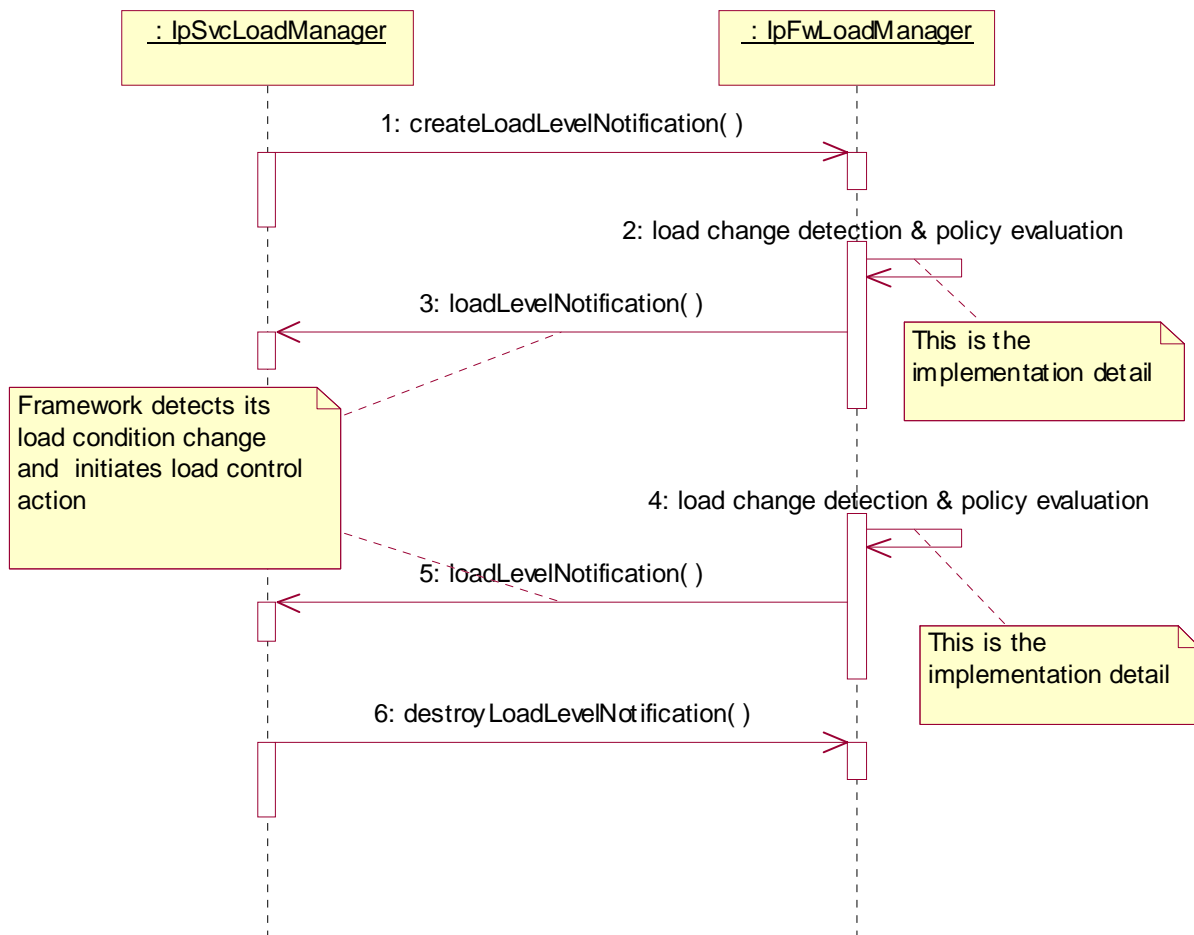 : IpSvcLoadManager
: IpFwLoadManager
1: createLoadLevelNotification( )
2: load change detection & policy evaluation
3: loadLevelNotification( )
This is the
implementation detail
Framework detects its
load condition change
and initiates load control
action
4: load change detection & policy evaluation
5: loadLevelNotification( )
This is the
implementation detail
6: destroyLoadLevelNotification( )